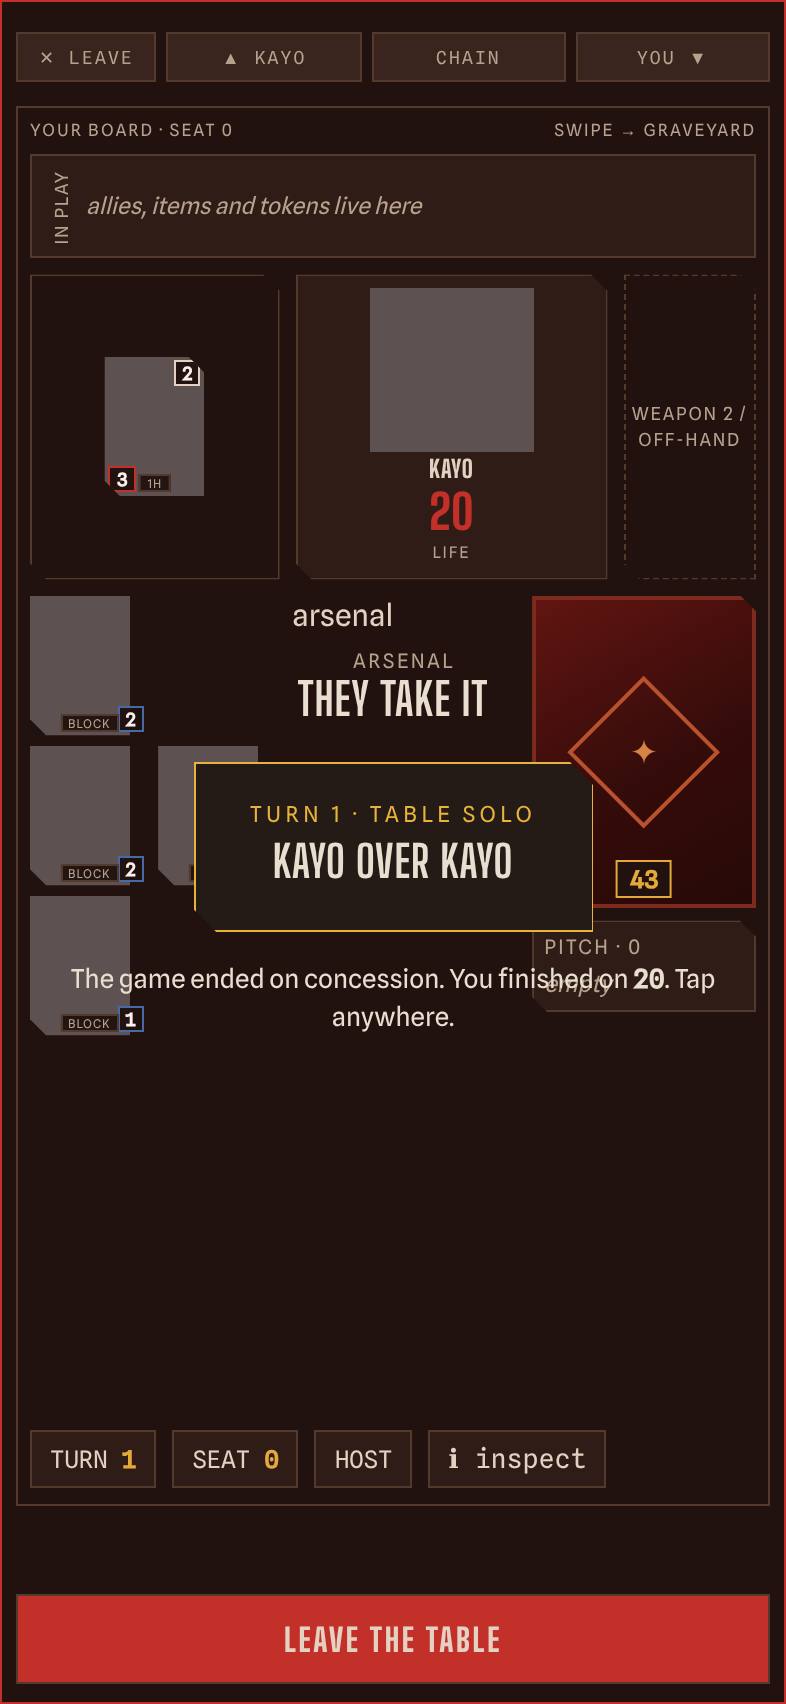 ✕ LEAVE
▲ KAYO
CHAIN
YOU ▼
YOUR BOARD · SEAT 0
SWIPE → GRAVEYARD
IN PLAY
allies, items and tokens live here
2
3
1H
KAYO
20
LIFE
WEAPON 2 /
OFF-HAND
arsenal
ARSENAL
THEY TAKE IT
BLOCK 2
BLOCK 2
TURN 1 · TABLE SOLO
KAYO OVER KAYO
43
PITCH · 0
empty
The game ended on concession. You finished on 20. Tap
anywhere.
BLOCK 1
TURN 1
SEAT 0
HOST
ℹ inspect
LEAVE THE TABLE